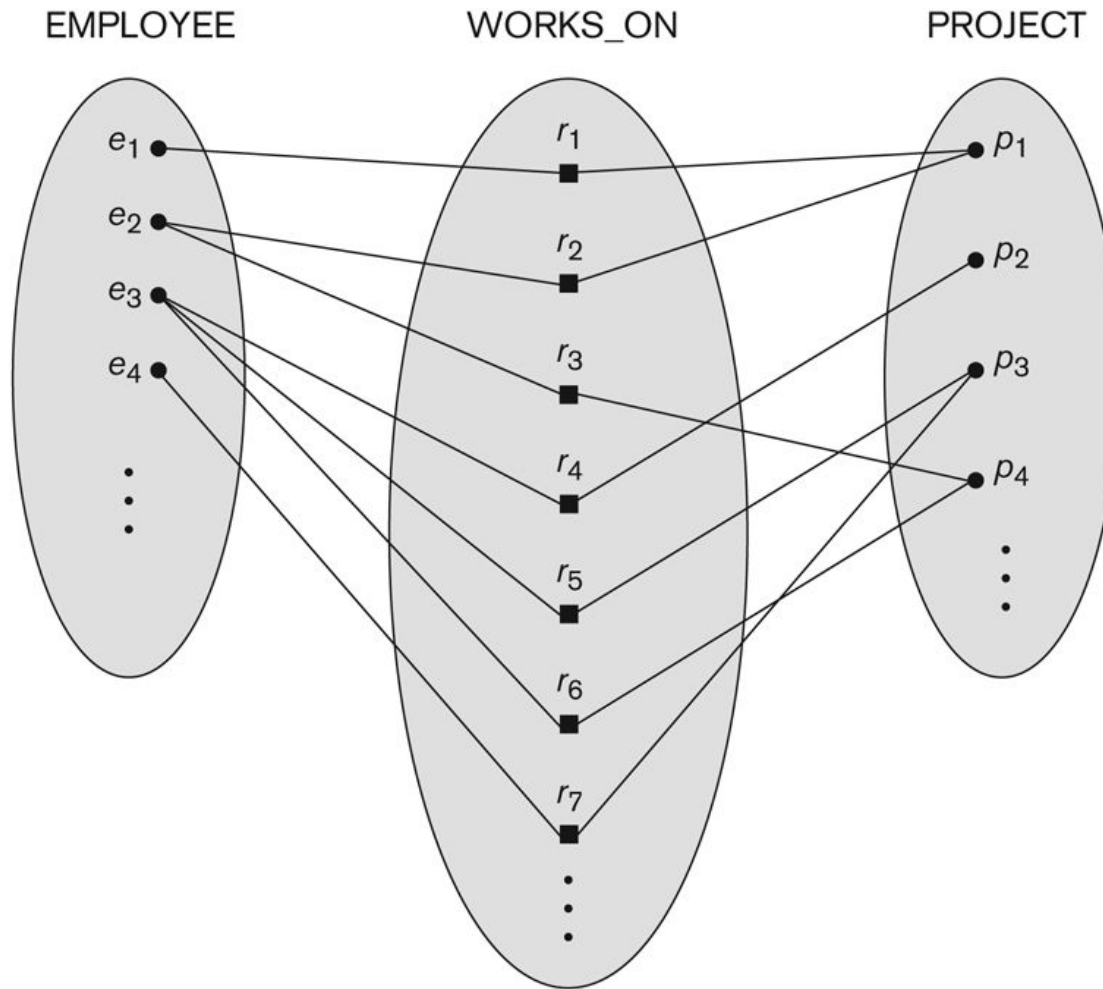 EMPLOYEE WORKS_ON PROJECT
e1 r1 p1
e2 r2 p2
e3 r3 p3
e4 r4 p4
r5
r6
r7